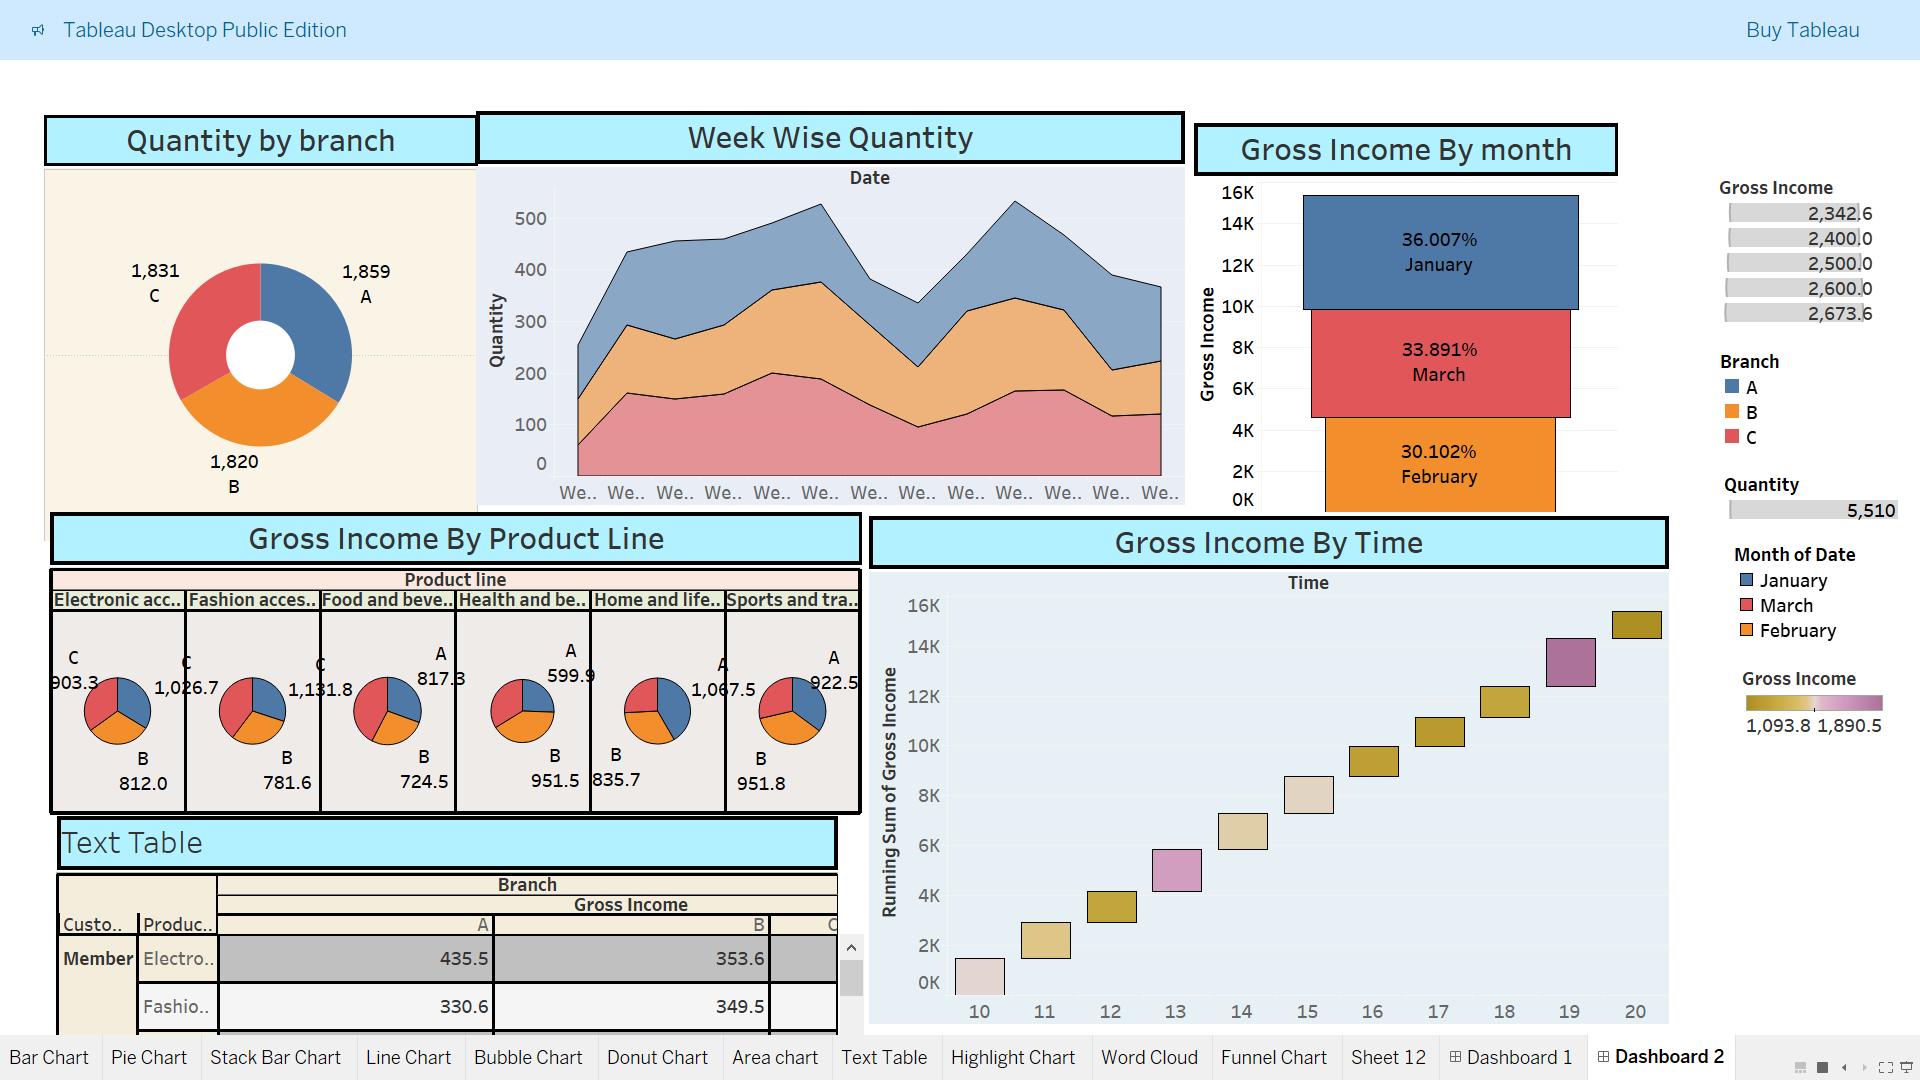 Tableau Desktop Public Edition
Buy Tableau
Quantity by branch
1,831
C
1,859
A
1,820
B
Week Wise Quantity
Date
Quantity
500
400
300
200
100
0
We.. We.. We.. We.. We.. We.. We.. We.. We.. We.. We.. We.. We..
Gross Income By month
Gross Income
16K
14K
12K
10K
8K
6K
4K
2K
0K
36.007%
January
33.891%
March
30.102%
February
Gross Income
2,342.6
2,400.0
2,500.0
2,600.0
2,673.6
Branch
A
B
C
Quantity
5,510
Month of Date
January
March
February
Gross Income
1,093.8 1,890.5
Gross Income By Product Line
Product line
Electronic acc.. Fashion acces.. Food and beve.. Health and be.. Home and life.. Sports and tra..
C
903.3
B
812.0
C
1,026.7
B
781.6
C
1,131.8
A
817.3
B
724.5
A
599.9
B
951.5
A
1,067.5
B
835.7
A
922.5
B
951.8
Gross Income By Time
Time
Running Sum of Gross Income
16K
14K
12K
10K
8K
6K
4K
2K
0K
10 11 12 13 14 15 16 17 18 19 20
Text Table
Branch
Gross Income
Custo.. Produc.. A B C
Member Electro.. 435.5 353.6
Fashio.. 330.6 349.5
Bar Chart Pie Chart Stack Bar Chart Line Chart Bubble Chart Donut Chart Area chart Text Table Highlight Chart Word Cloud Funnel Chart Sheet 12 Dashboard 1 Dashboard 2